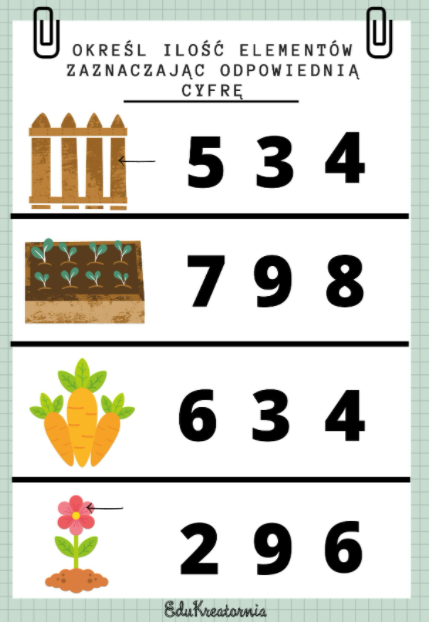 OKREŚL ILOŚĆ ELEMENTÓW
ZAZNACZAJĄC ODPOWIEDNIĄ
CYFRĘ
5 3 4
7 9 8
6 3 4
2 9 6
EduKreatornia